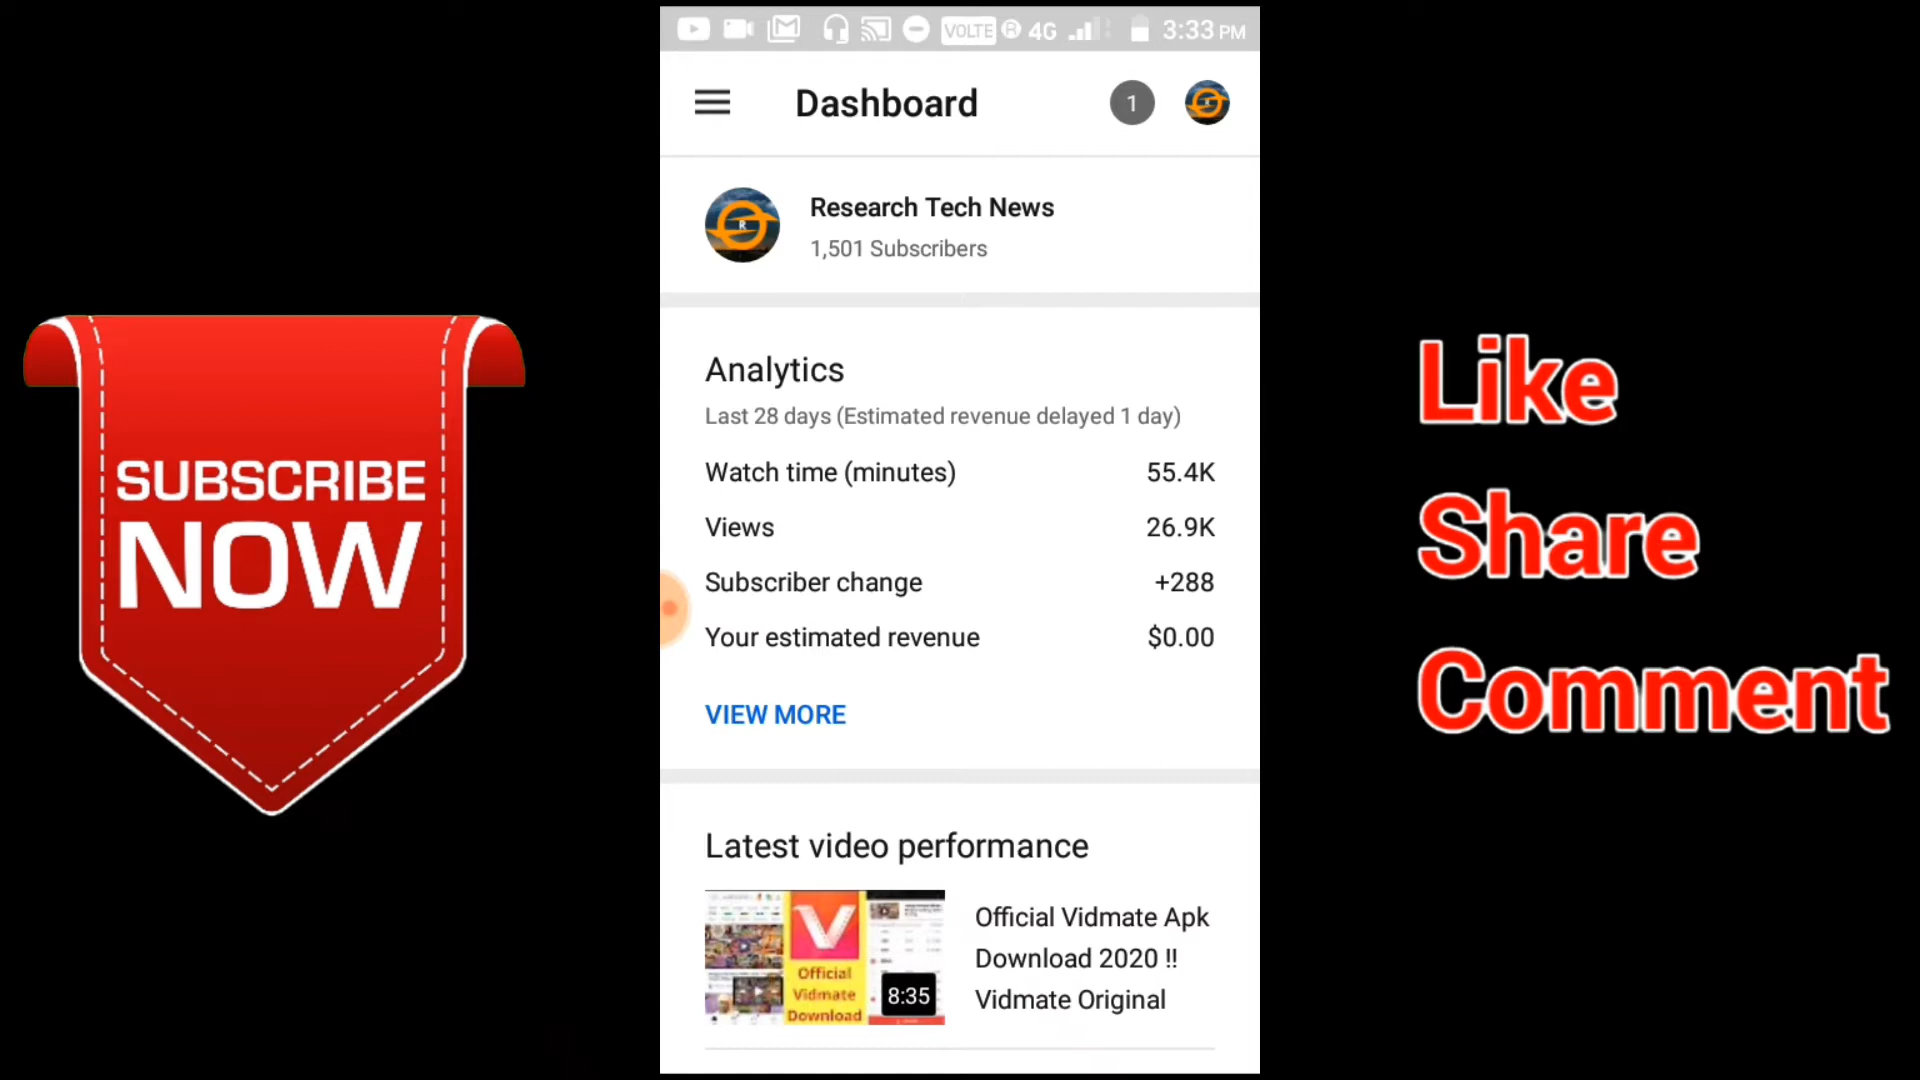 VOLTE R 4G 3:33 PM
Dashboard
1
Research Tech News
1,501 Subscribers
Analytics
Last 28 days (Estimated revenue delayed 1 day)
Watch time (minutes) 55.4K
Views 26.9K
Subscriber change +288
Your estimated revenue $0.00
VIEW MORE
Latest video performance
Official
Vidmate
Download
8:35
Official Vidmate Apk
Download 2020 !!
Vidmate Original
SUBSCRIBE
NOW
Like
Share
Comment